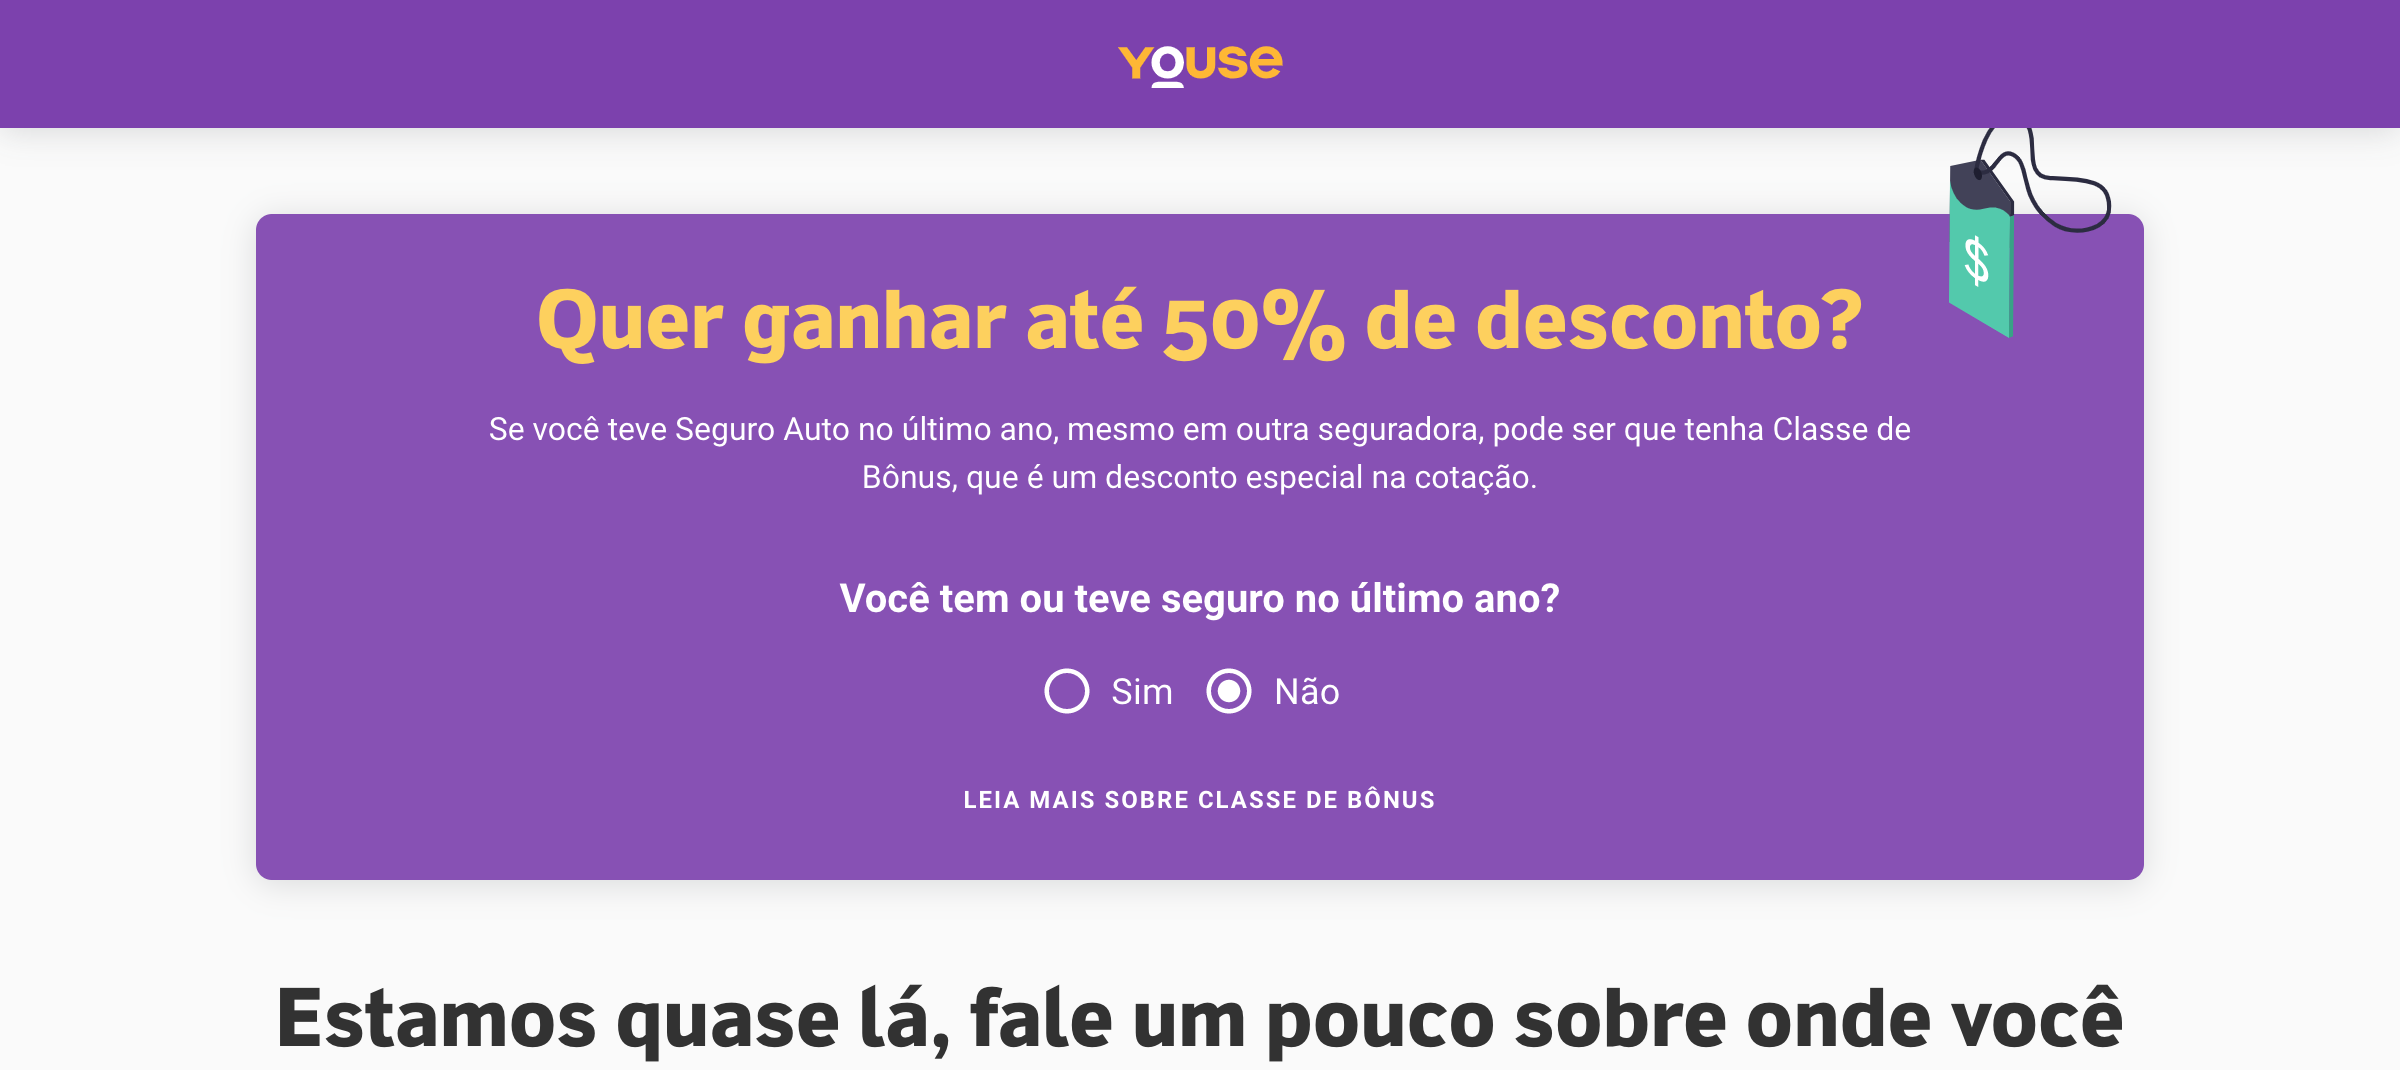 YOUSE
$
Quer ganhar até 50% de desconto?
Se você teve Seguro Auto no último ano, mesmo em outra seguradora, pode ser que tenha Classe de
Bônus, que é um desconto especial na cotação.
Você tem ou teve seguro no último ano?
Sim Não
LEIA MAIS SOBRE CLASSE DE BÔNUS
Estamos quase lá, fale um pouco sobre onde você